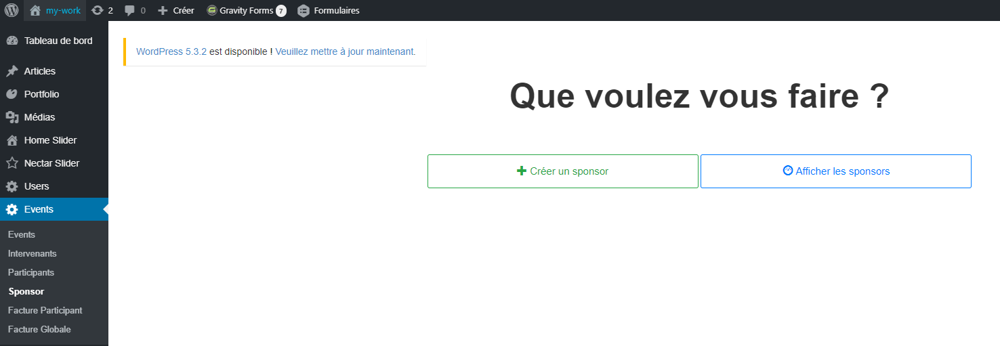 my-work 2 0 Créer Gravity Forms 7 Formulaires
Tableau de bord
Articles
Portfolio
Médias
Home Slider
Nectar Slider
Users
Events
Events
Intervenants
Participants
Sponsor
Facture Participant
Facture Globale
WordPress 5.3.2 est disponible ! Veuillez mettre à jour maintenant.
Que voulez vous faire ?
Créer un sponsor
Afficher les sponsors